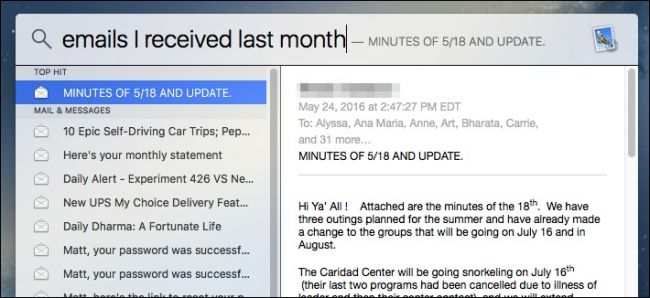 emails I received last month — MINUTES OF 5/18 AND UPDATE.
TOP HIT
MINUTES OF 5/18 AND UPDATE.
MAIL & MESSAGES
10 Epic Self-Driving Car Trips; Pep...
Here's your monthly statement
Daily Alert - Experiment 426 VS Ne...
New UPS My Choice Delivery Feat...
Daily Dharma: A Fortunate Life
Matt, your password was successf...
Matt, your password was successf...
Matt, here's the link to reset your p...
May 24, 2016 at 2:47:27 PM EDT
To: Alyssa, Ana Maria, Anne, Art, Bharata, Carrie,
and 31 more...
MINUTES OF 5/18 AND UPDATE.
Hi Ya' All ! Attached are the minutes of the 18th. We have
three outings planned for the summer and have already made
a change to the groups that will be going on July 16 and in
August.
The Caridad Center will be going snorkeling on July 16th
(their last two programs had been cancelled due to illness of
leader and then their center contact), and we will extend